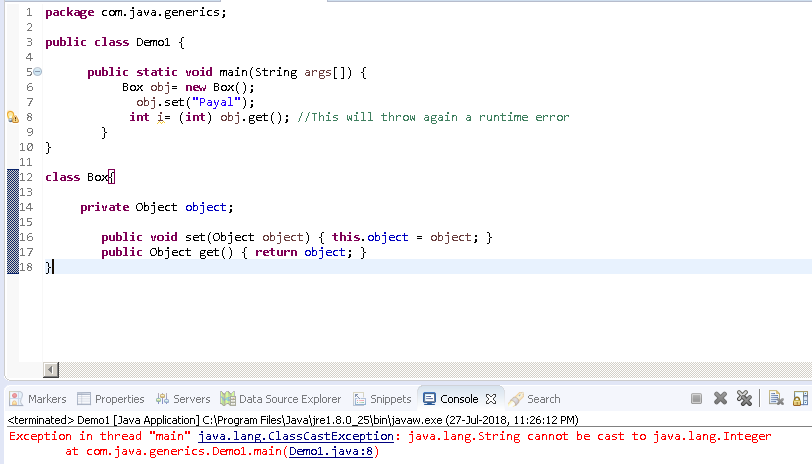 1 package com.java.generics;
2
3 public class Demo1 {
4
5 public static void main(String args[]) {
6 Box obj= new Box();
7 obj.set("Payal");
8 int i= (int) obj.get(); //This will throw again a runtime error
9 }
10 }
11
12 class Box{
13
14 private Object object;
15
16 public void set(Object object) { this.object = object; }
17 public Object get() { return object; }
18 }
Markers Properties Servers Data Source Explorer Snippets Console Search
<terminated> Demo1 [Java Application] C:\Program Files\Java\jre1.8.0_25\bin\javaw.exe (27-Jul-2018, 11:26:12 PM)
Exception in thread "main" java.lang.ClassCastException: java.lang.String cannot be cast to java.lang.Integer
at com.java.generics.Demo1.main(Demo1.java:8)